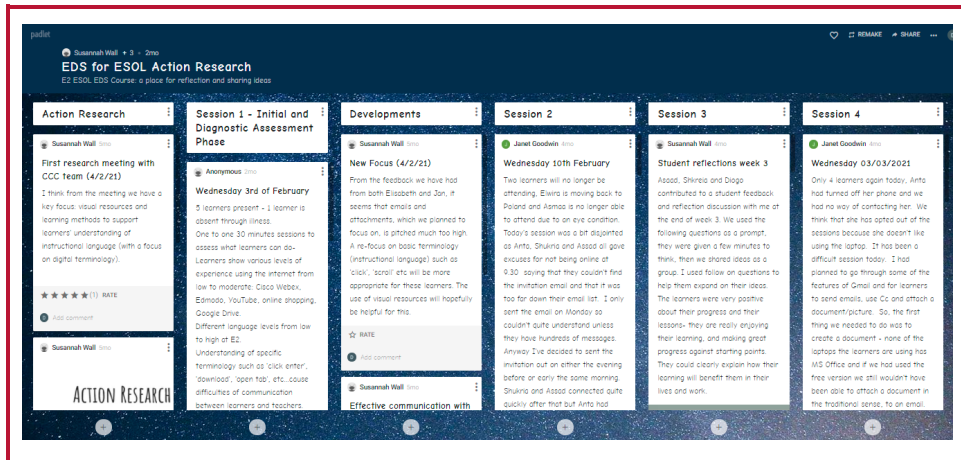 padlet
REMAKE SHARE
Susannah Wall + 3 • 2mo
EDS for ESOL Action Research
E2 ESOL EDS Course: a place for reflection and sharing ideas
Action Research
Susannah Wall 5mo
First research meeting with
CCC team (4/2/21)
I think from the meeting we have a
key focus: visual resources and
learning methods to support
learners' understanding of
instructional language (with a focus
on digital terminology).
(1) RATE
Add comment
Susannah Wall 5mo
ACTION RESEARCH
Session 1 - Initial and
Diagnostic Assessment
Phase
Anonymous 2mo
Wednesday 3rd of February
5 learners present - 1 learner is
absent through illness.
One to one 30 minutes sessions to
assess what learners can do-
Learners show various levels of
experience using the internet from
low to moderate: Cisco Webex,
Edmodo, YouTube, online shopping,
Google Drive.
Different language levels from low
to high at E2.
Understanding of specific
terminology such as 'click enter',
'download', 'open tab', etc...cause
difficulties of communication
between learners and teachers.
Developments
Susannah Wall 5mo
New Focus (4/2/21)
From the feedback we have had
from both Elisabeth and Jan, it
seems that emails and
attachments, which we planned to
focus on, is pitched much too high.
A re-focus on basic terminology
(instructional language) such as
'click', 'scroll' etc will be more
appropriate for these learners. The
use of visual resources will hopefully
be helpful for this.
RATE
Add comment
Susannah Wall 5mo
Effective communication with
Session 2
Janet Goodwin 4mo
Wednesday 10th February
Two learners will no longer be
attending, Elwira is moving back to
Poland and Asmaa is no longer able
to attend due to an eye condition.
Today's session was a bit disjointed
as Anta, Shukria and Assad all gave
excuses for not being online at
9.30 saying that they couldn't find
the invitation email and that it was
too far down their email list. I only
sent the email on Monday so
couldn't quite understand unless
they have hundreds of messages.
Anyway I've decided to sent the
invitation out on either the evening
before or early the same morning.
Shukria and Assad connected quite
quickly after that but Anta had
Session 3
Susannah Wall 4mo
Student reflections week 3
Asaad, Shkreia and Diogo
contributed to a student feedback
and reflection discussion with me at
the end of week 3. We used the
following questions as a prompt,
they were given a few minutes to
think, then we shared ideas as a
group. I used follow on questions to
help them expand on their ideas.
The learners were very positive
about their progress and their
lessons- they are really enjoying
their learning, and making great
progress against starting points.
They could clearly explain how their
learning will benefit them in their
lives and work.
Session 4
Janet Goodwin 4mo
Wednesday 03/03/2021
Only 4 learners again today, Anta
had turned off her phone and we
had no way of contacting her. We
think that she has opted out of the
sessions because she doesn't like
using the laptop. It has been a
difficult session today. I had
planned to go through some of the
features of Gmail and for learners
to send emails, use Cc and attach a
document/picture. So, the first
thing we needed to do was to
create a document - none of the
laptops the learners are using has
MS Office and if we had used the
free version we still wouldn't have
been able to attach a document in
the traditional sense, to an email.